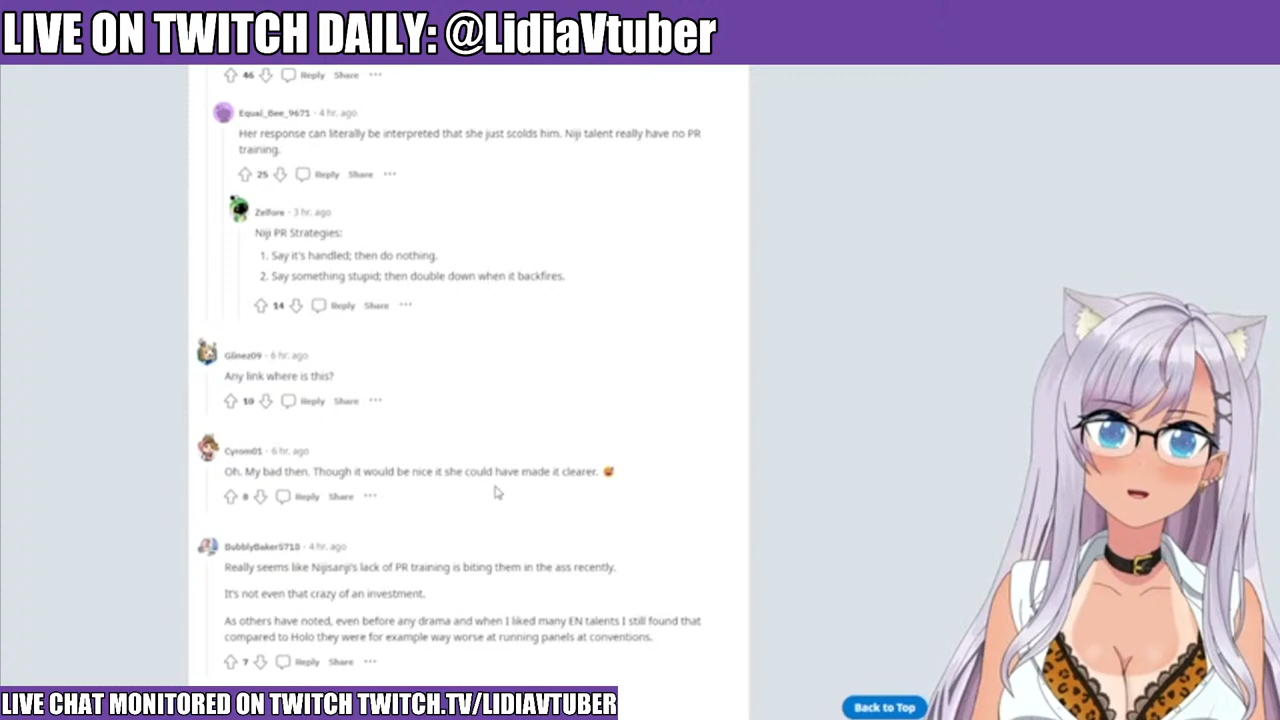 LIVE ON TWITCH DAILY: @LidiaVtuber
46 Reply Share ...
Equal_Bee_9671 · 4 hr. ago
Her response can literally be interpreted that she just scolds him. Niji talent really have no PR
training.
25 Reply Share ...
Zelfore · 3 hr. ago
Niji PR Strategies:
1. Say it's handled; then do nothing.
2. Say something stupid; then double down when it backfires.
14 Reply Share ...
Glinez09 · 6 hr. ago
Any link where is this?
10 Reply Share ...
Cyrom01 · 6 hr. ago
Oh. My bad then. Though it would be nice it she could have made it clearer.
8 Reply Share ...
BubblyBaker5718 · 4 hr. ago
Really seems like Nijisanji's lack of PR training is biting them in the ass recently.
It's not even that crazy of an investment.
As others have noted, even before any drama and when I liked many EN talents I still found that
compared to Holo they were for example way worse at running panels at conventions.
7 Reply Share ...
Back to Top
LIVE CHAT MONITORED ON TWITCH TWITCH.TV/LIDIAVTUBER